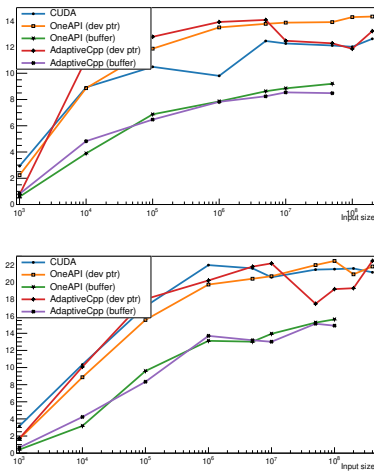 14
CUDA
OneAPI (dev ptr)
12
OneAPI (buffer)
AdaptiveCpp (dev ptr)
10
AdaptiveCpp (buffer)
8
6
4
2
0
10³ 10⁴ 10⁵ 10⁶ 10⁷ 10⁸
Input size
22
CUDA
20
OneAPI (dev ptr)
OneAPI (buffer)
18
AdaptiveCpp (dev ptr)
16
AdaptiveCpp (buffer)
14
12
10
8
6
4
2
0
10³ 10⁴ 10⁵ 10⁶ 10⁷ 10⁸
Input size